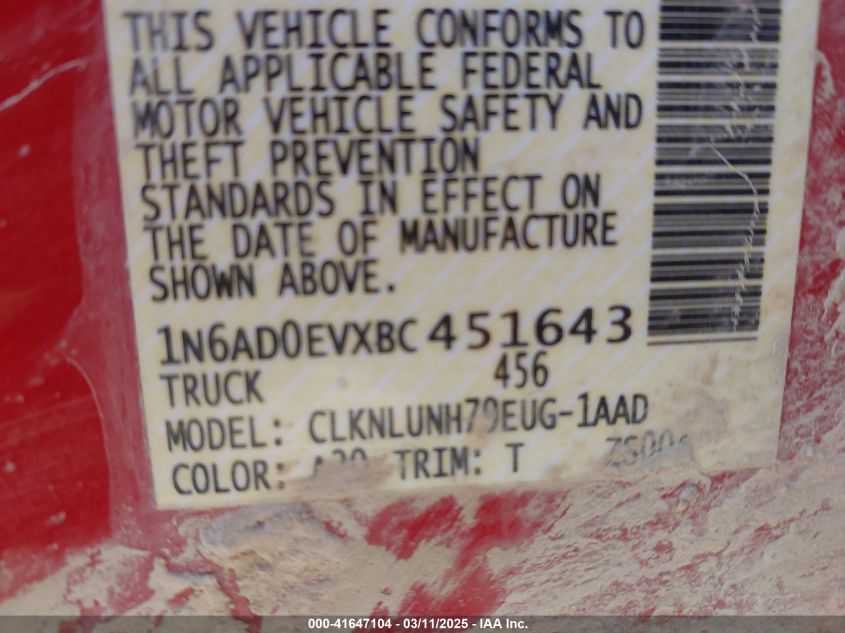 THIS VEHICLE CONFORMS TO
ALL APPLICABLE FEDERAL
MOTOR VEHICLE SAFETY AND
THEFT PREVENTION
STANDARDS IN EFFECT ON
THE DATE OF MANUFACTURE
SHOWN ABOVE.
1N6AD0EVXBC451643
TRUCK 456
MODEL: CLKNLUNH79EUG-1AAD
COLOR: TRIM: T
000-41647104 - 03/11/2025 - IAA Inc.